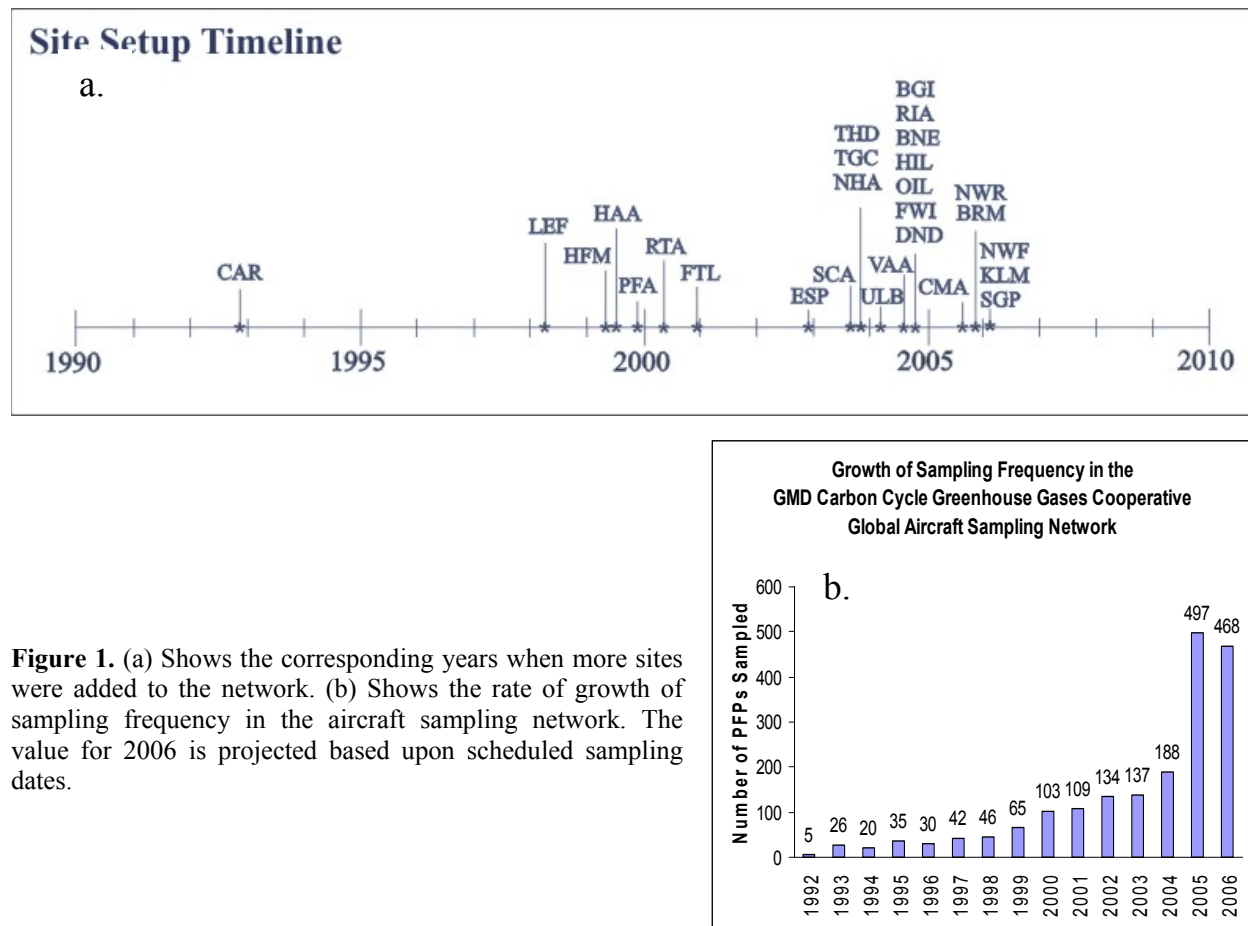 Site Setup Timeline
a.
CAR
LEF
HFM
HAA
PFA
RTA
FTL
ESP
SCA
THD
TGC
NHA
ULB
VAA
BGI
RIA
BNE
HIL
OIL
FWI
DND
CMA
NWR
BRM
NWF
KLM
SGP
1990 1995 2000 2005 2010
Figure 1. (a) Shows the corresponding years when more sites
were added to the network. (b) Shows the rate of growth of
sampling frequency in the aircraft sampling network. The
value for 2006 is projected based upon scheduled sampling
dates.
Growth of Sampling Frequency in the
GMD Carbon Cycle Greenhouse Gases Cooperative
Global Aircraft Sampling Network
b.
Number of PFPs Sampled
600
500
400
300
200
100
0
5 26 20 35 30 42 46 65 103 109 134 137 188 497 468
1992 1993 1994 1995 1996 1997 1998 1999 2000 2001 2002 2003 2004 2005 2006